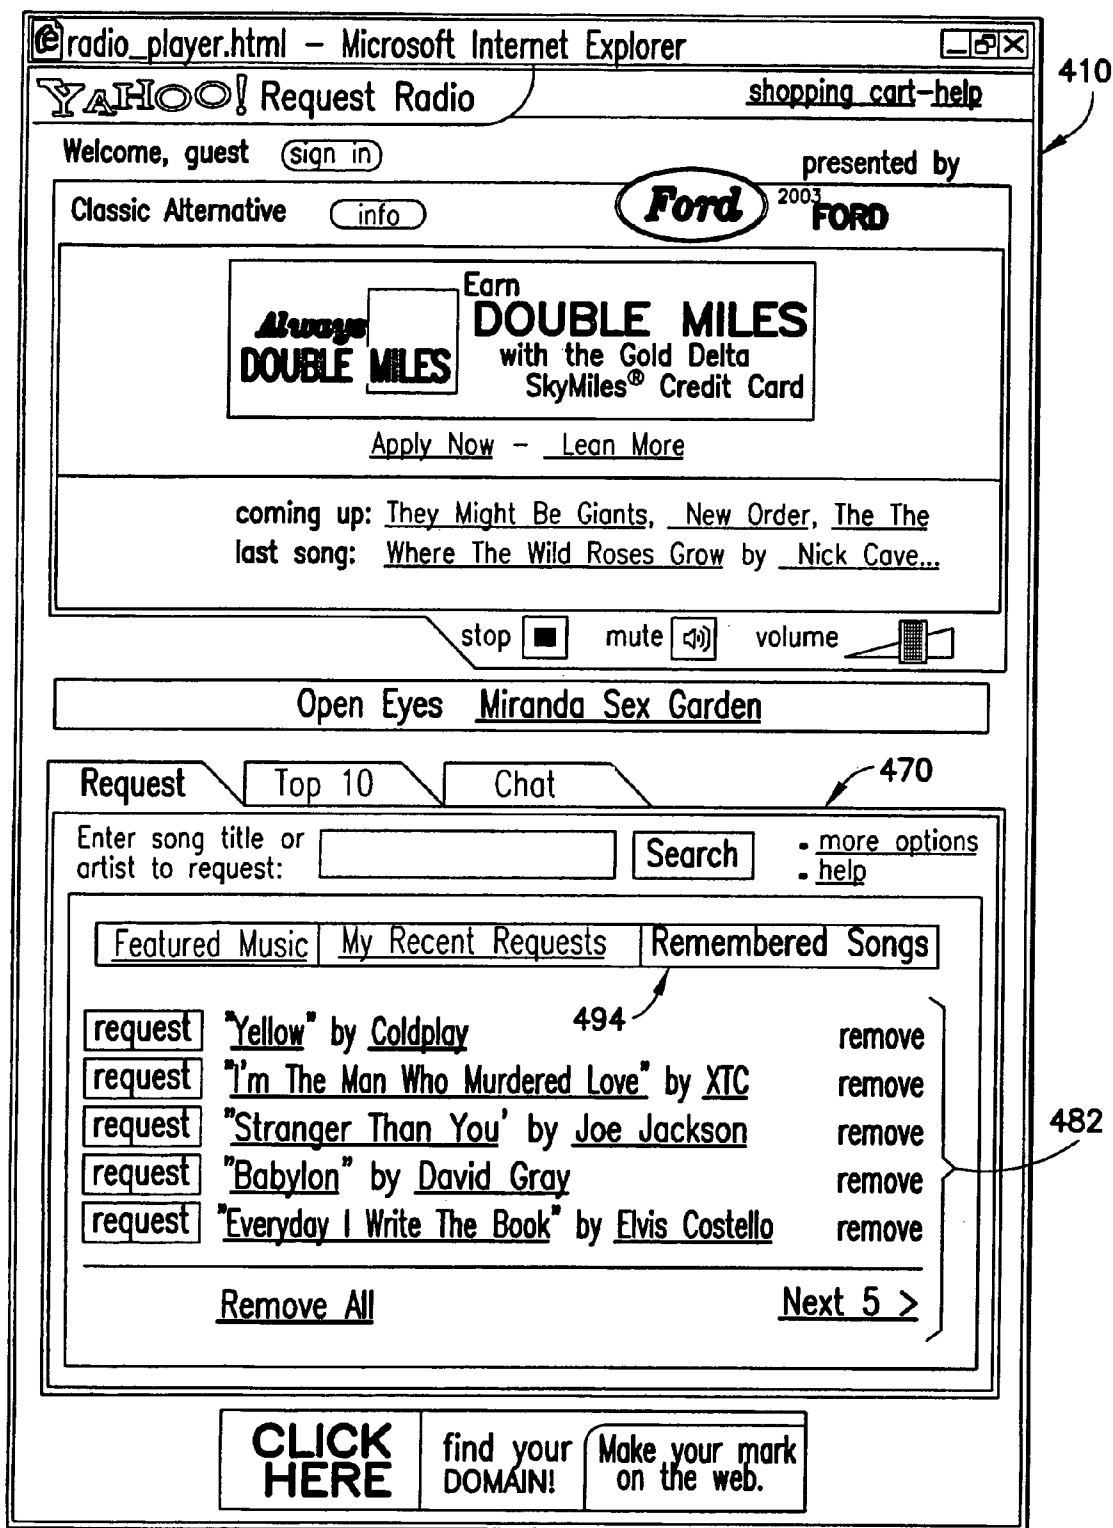 radio_player.html – Microsoft Internet Explorer
410
YAHOO! Request Radio
shopping cart-help
Welcome, guest sign in
presented by
Classic Alternative info
Ford 2003 FORD
Always
DOUBLE MILES
Earn
DOUBLE MILES
with the Gold Delta
SkyMiles® Credit Card
Apply Now – Lean More
coming up: They Might Be Giants, New Order, The The
last song: Where The Wild Roses Grow by Nick Cave...
stop mute volume
Open Eyes Miranda Sex Garden
Request Top 10 Chat
470
Enter song title or
artist to request:
Search
• more options
• help
Featured Music My Recent Requests Remembered Songs
494
request "Yellow" by Coldplay remove
request "I'm The Man Who Murdered Love" by XTC remove
request "Stranger Than You' by Joe Jackson remove
482
request "Babylon" by David Gray remove
request "Everyday I Write The Book" by Elvis Costello remove
Remove All Next 5 >
CLICK
HERE
find your
DOMAIN!
Make your mark
on the web.